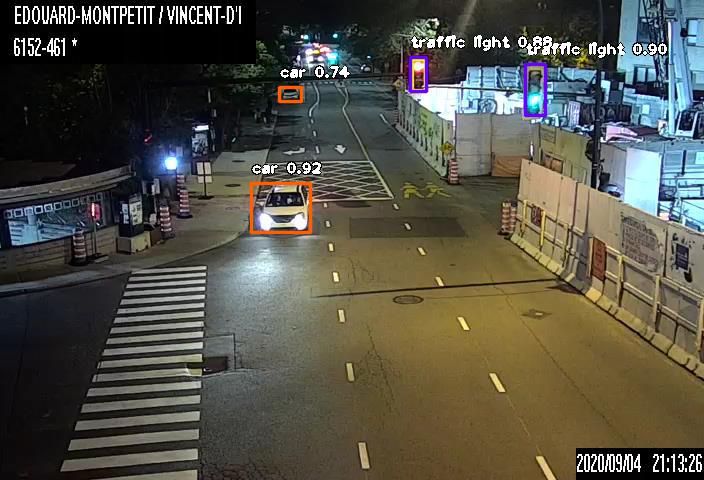 EDOUARD-MONTPETIT / VINCENT-D'I
6152-461 *
traffic light 0.88
traffic light 0.90
car 0.74
car 0.92
2020/09/04 21:13:26